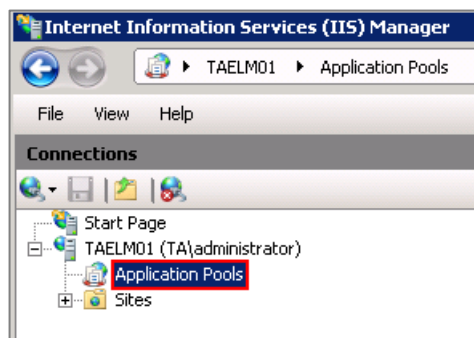 Internet Information Services (IIS) Manager
TAELM01 Application Pools
File View Help
Connections
Start Page
TAELM01 (TA\administrator)
Application Pools
Sites